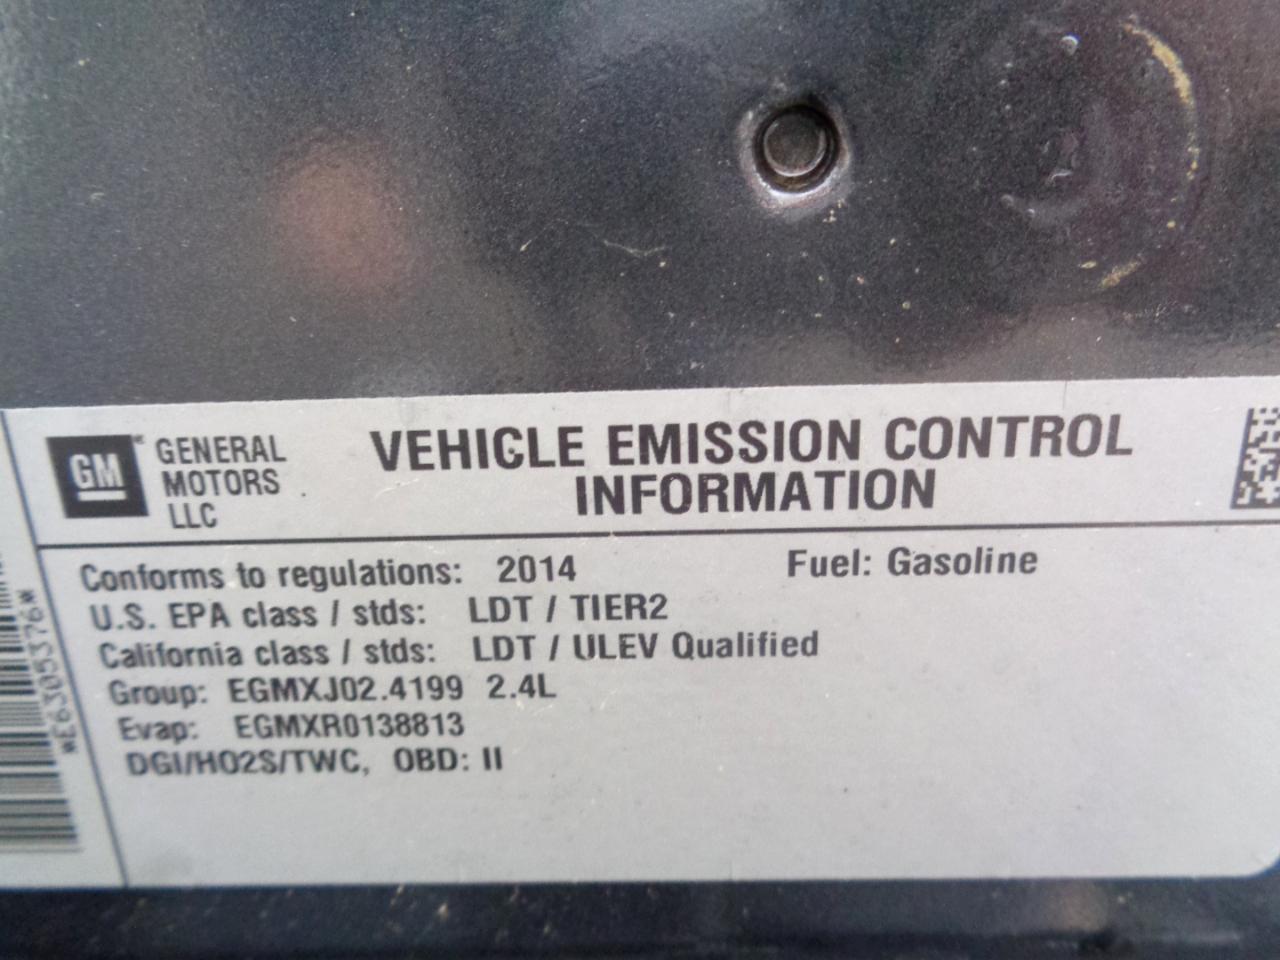 GM GENERAL MOTORS LLC
VEHICLE EMISSION CONTROL
INFORMATION
Conforms to regulations: 2014 Fuel: Gasoline
U.S. EPA class / stds: LDT / TIER2
California class / stds: LDT / ULEV Qualified
Group: EGMXJ02.4199 2.4L
Evap: EGMXR0138813
DGI/HO2S/TWC, OBD: II
*E6305376*